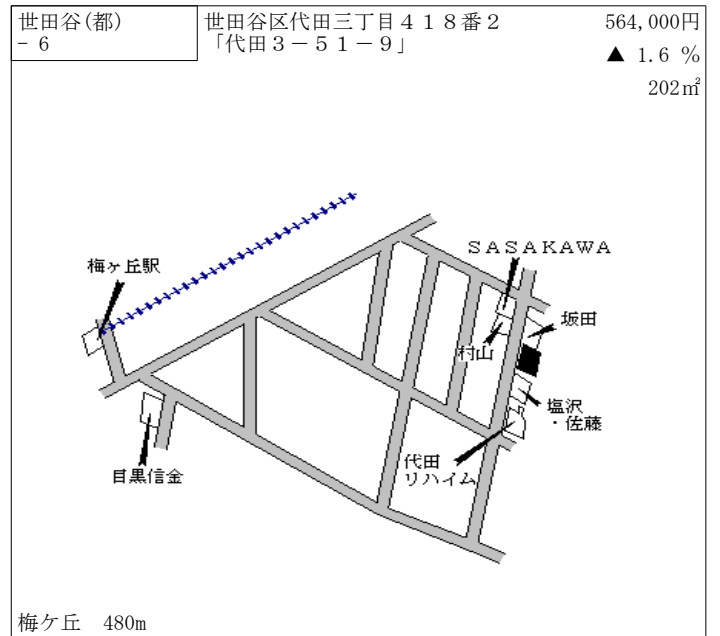 世田谷(都)
- 6
世田谷区代田三丁目４１８番２
「代田３－５１－９」
564,000円
▲ 1.6 %
202㎡
梅ヶ丘駅
SASAKAWA
坂田
村山
塩沢
・佐藤
代田
リハイム
目黒信金
梅ケ丘　480m